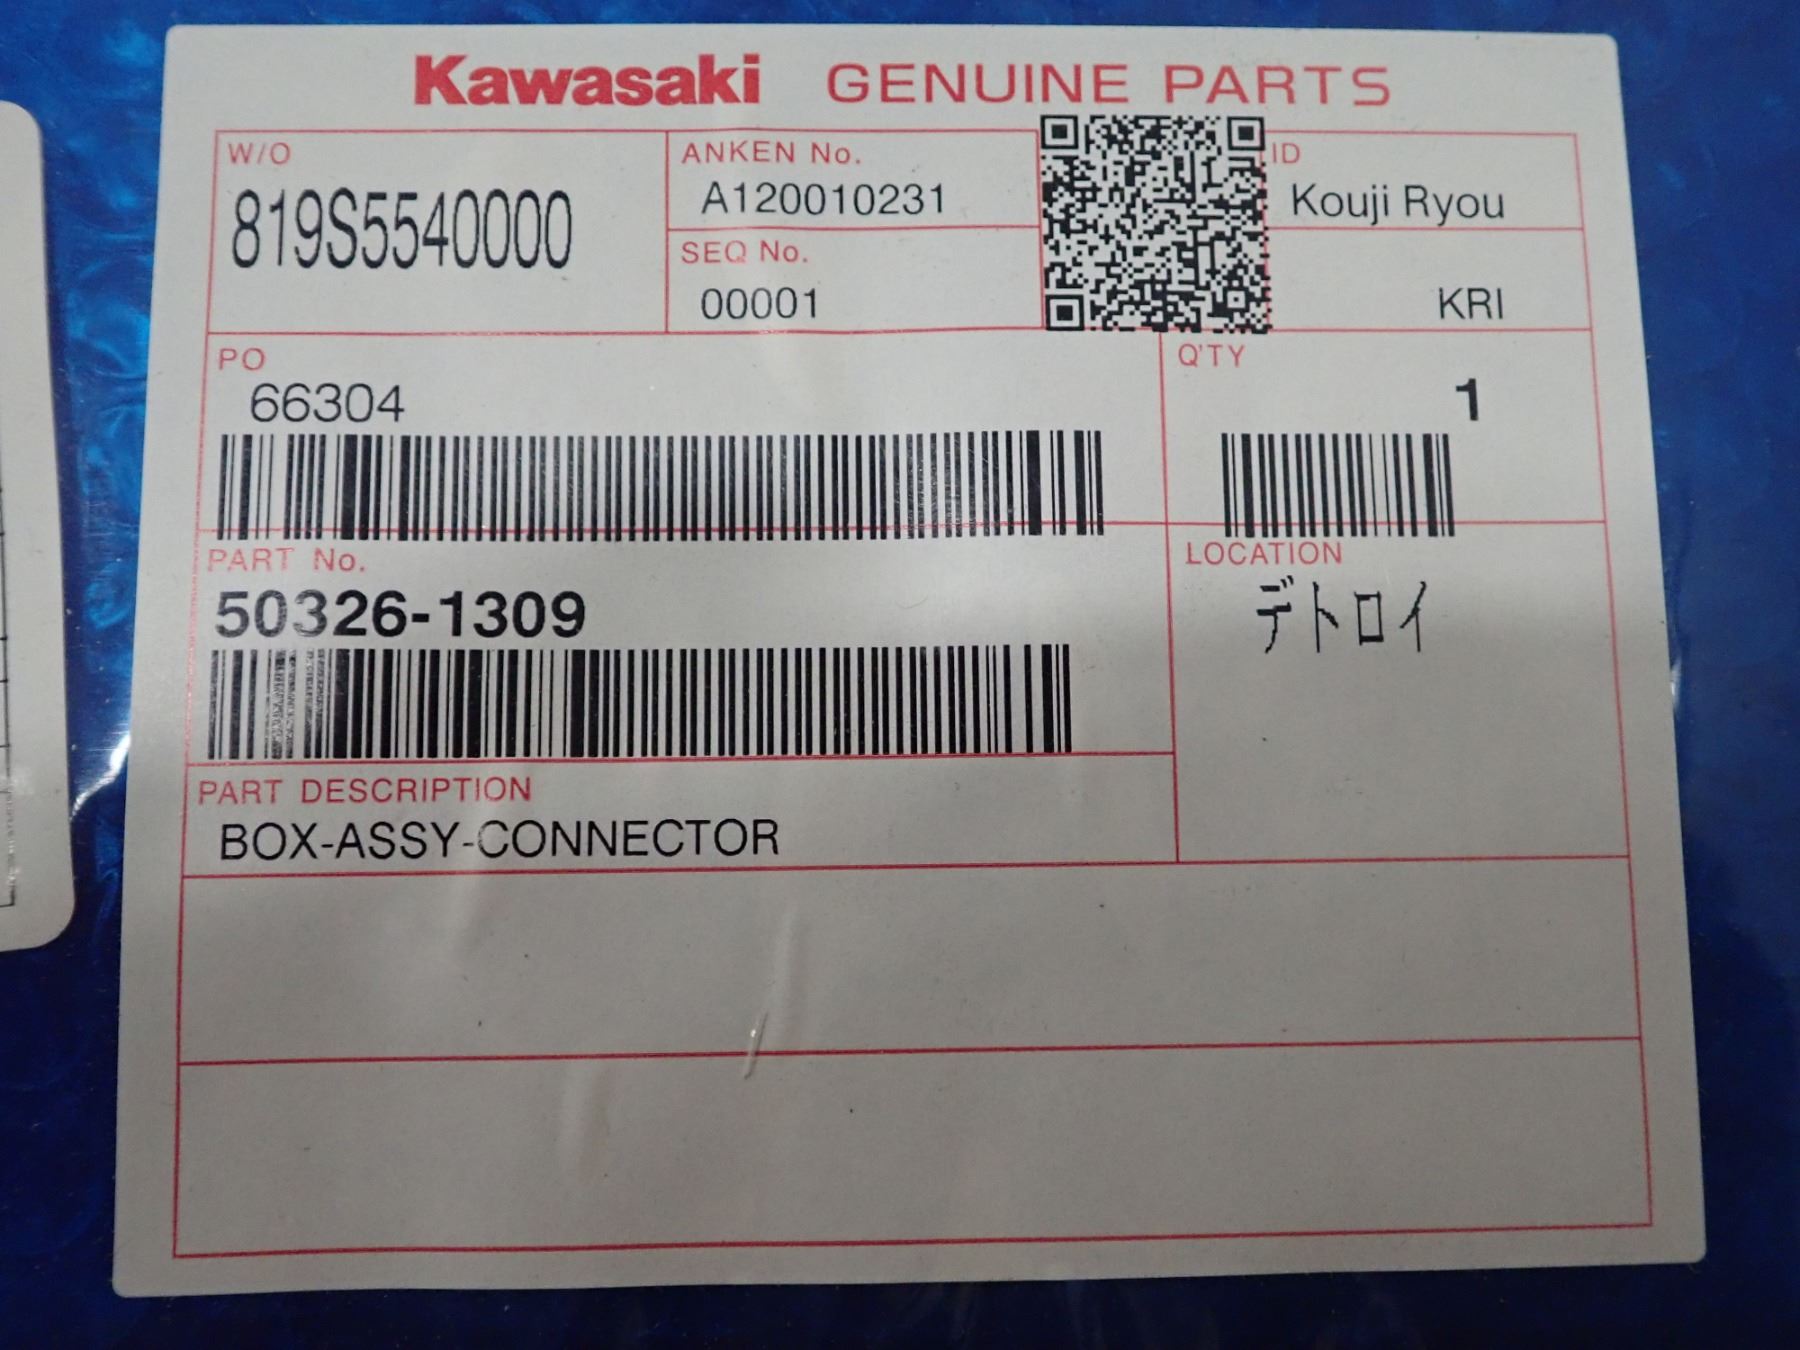 Kawasaki GENUINE PARTS
W/O
819S5540000
ANKEN No.
A120010231
SEQ No.
00001
ID
Kouji Ryou
KRI
PO
66304
Q'TY
1
PART No.
50326-1309
LOCATION
デトロイ
PART DESCRIPTION
BOX-ASSY-CONNECTOR